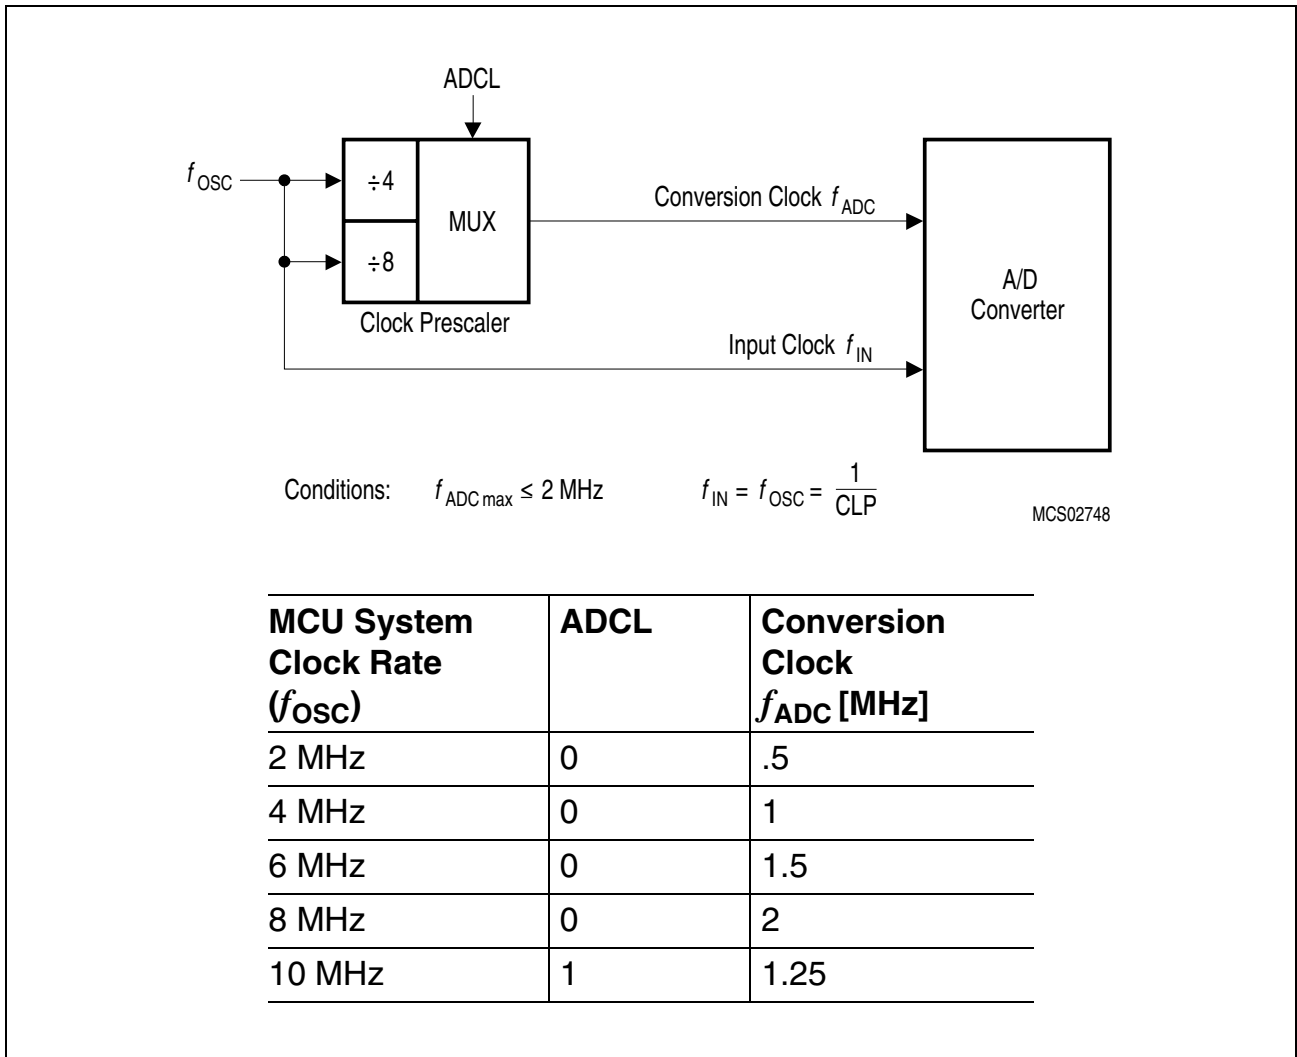 ADCL
f OSC
÷4
MUX
÷8
Clock Prescaler
Conversion Clock f ADC
Input Clock f IN
A/D
Converter
Conditions: f ADC max ≤ 2 MHz f IN = f OSC = 1/CLP
MCS02748
MCU System Clock Rate (fOSC) | ADCL | Conversion Clock fADC [MHz]
2 MHz | 0 | .5
4 MHz | 0 | 1
6 MHz | 0 | 1.5
8 MHz | 0 | 2
10 MHz | 1 | 1.25